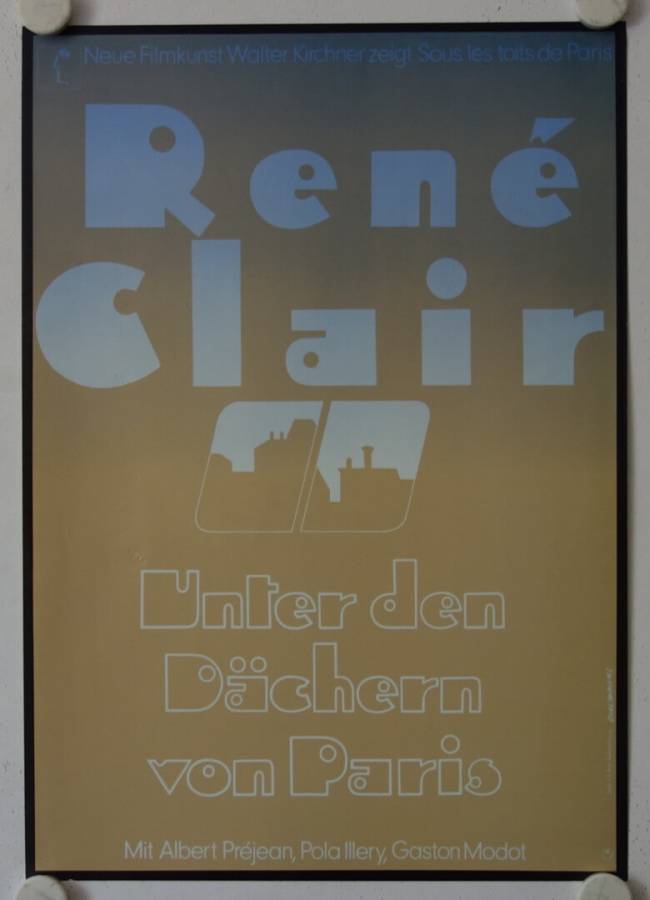 Neue Filmkunst Walter Kirchner zeigt Sous les toits de Paris
René
Clair
Unter den
Dächern
von Paris
Mit Albert Préjean, Pola Illery, Gaston Modot